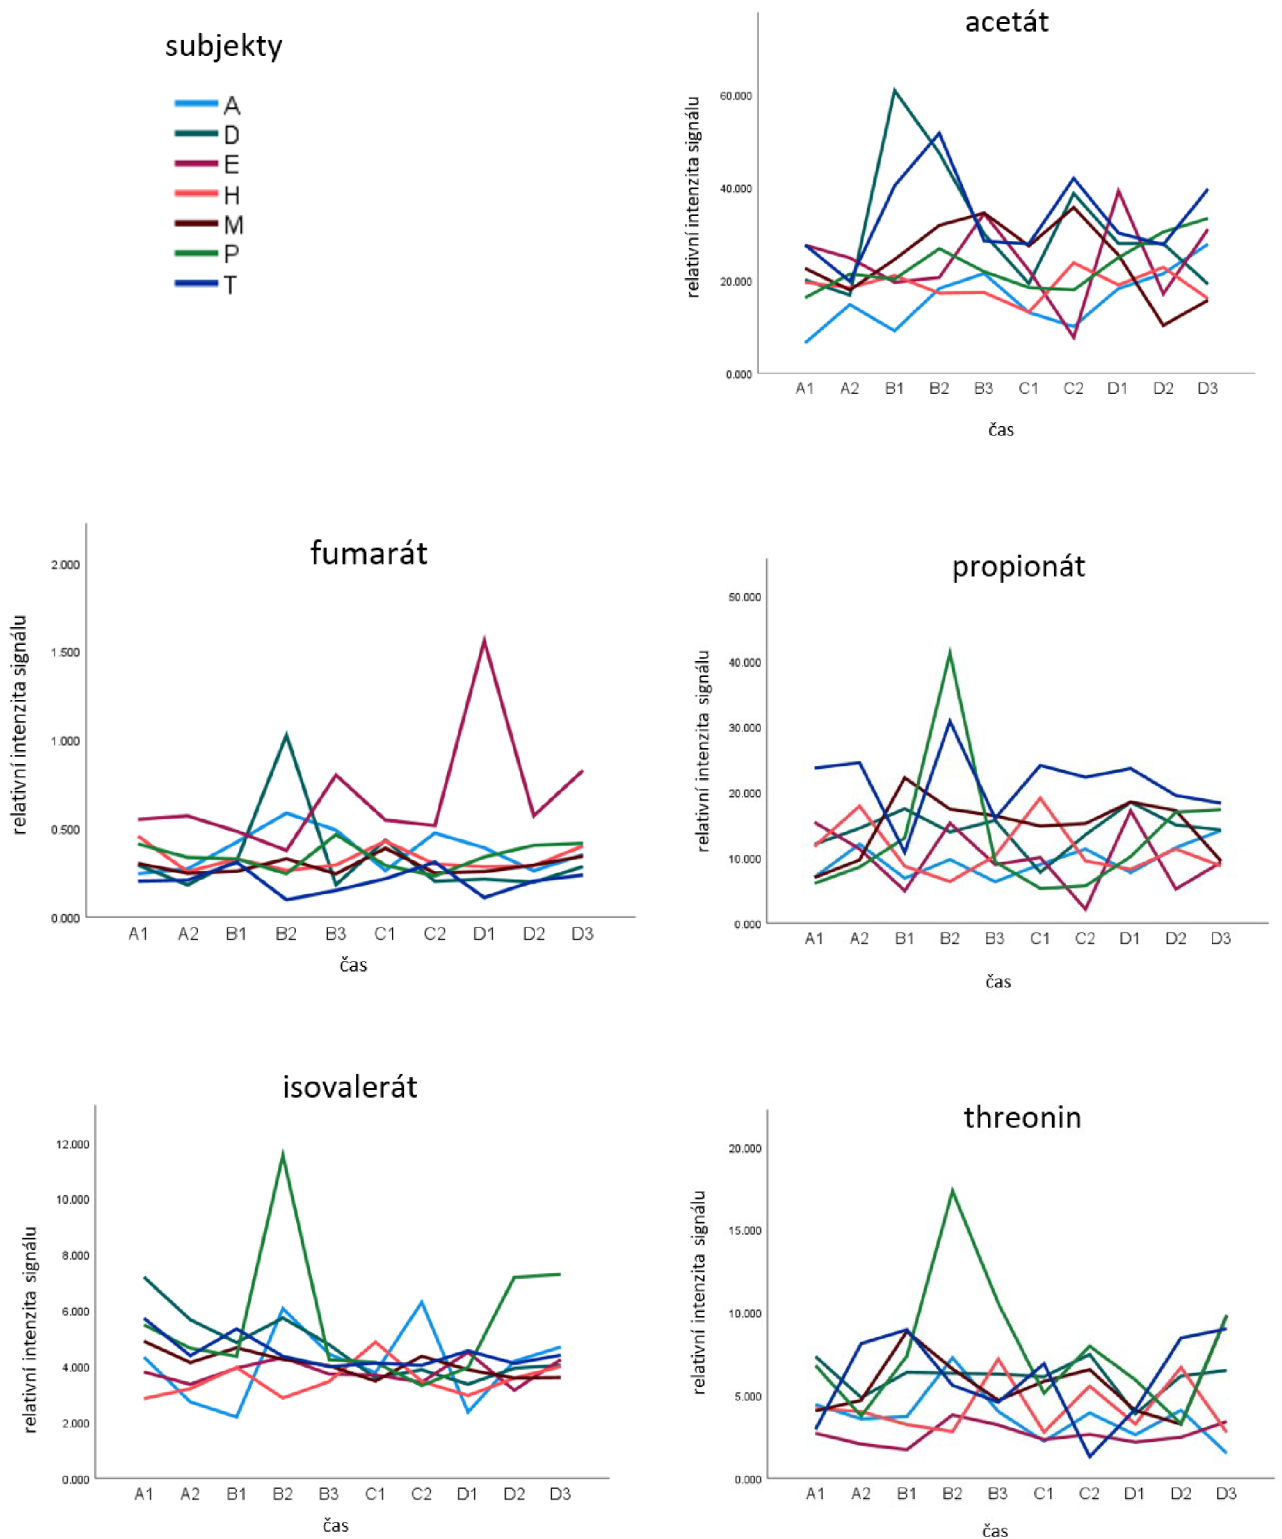 subjekty
A
D
E
H
M
P
T
acetát
relativní intenzita signálu
60.000
40.000
20.000
0.000
A1 A2 B1 B2 B3 C1 C2 D1 D2 D3
čas
fumarát
relativní intenzita signálu
2.000
1.500
1.000
0.500
0.000
A1 A2 B1 B2 B3 C1 C2 D1 D2 D3
čas
propionát
relativní intenzita signálu
50.000
40.000
30.000
20.000
10.000
0.000
A1 A2 B1 B2 B3 C1 C2 D1 D2 D3
čas
isovalerát
relativní intenzita signálu
12.000
10.000
8.000
6.000
4.000
2.000
0.000
A1 A2 B1 B2 B3 C1 C2 D1 D2 D3
čas
threonin
relativní intenzita signálu
20.000
15.000
10.000
5.000
0.000
A1 A2 B1 B2 B3 C1 C2 D1 D2 D3
čas